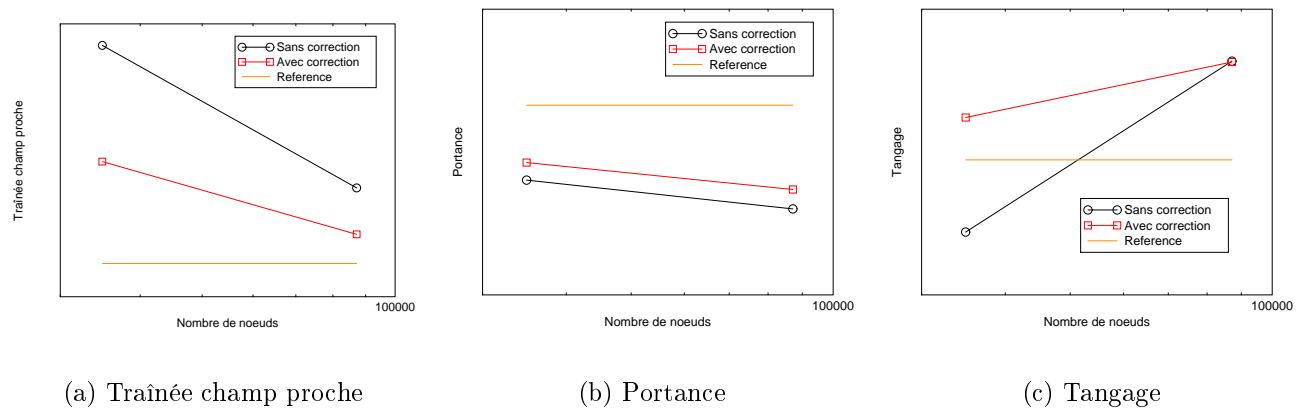 Traînée champ proche
Sans correction
Avec correction
Reference
100000
Nombre de noeuds
(a) Traînée champ proche
Portance
Sans correction
Avec correction
Reference
100000
Nombre de noeuds
(b) Portance
Tangage
Sans correction
Avec correction
Reference
100000
Nombre de noeuds
(c) Tangage